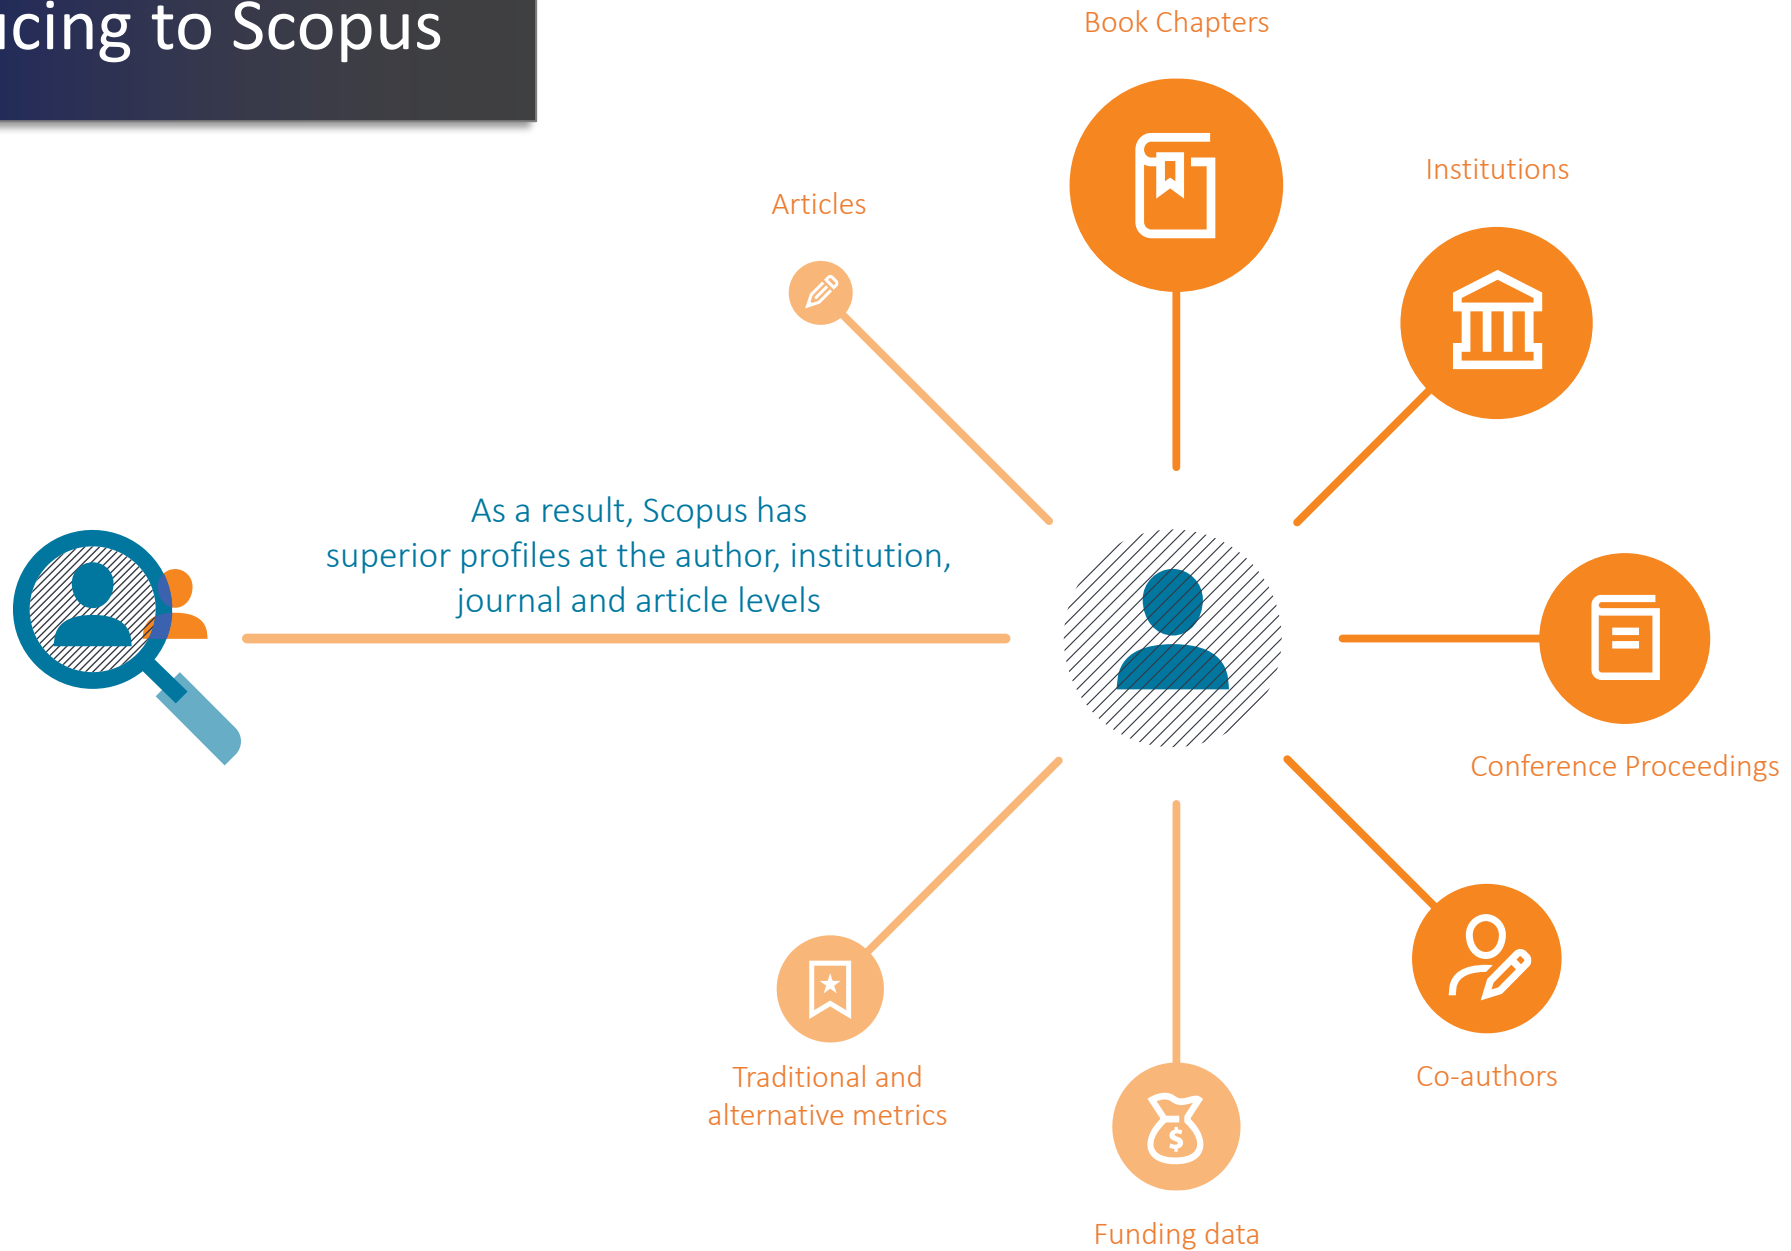 ucing to Scopus
Book Chapters
Institutions
Articles
As a result, Scopus has
superior profiles at the author, institution,
journal and article levels
Conference Proceedings
Traditional and
alternative metrics
Co-authors
$
Funding data